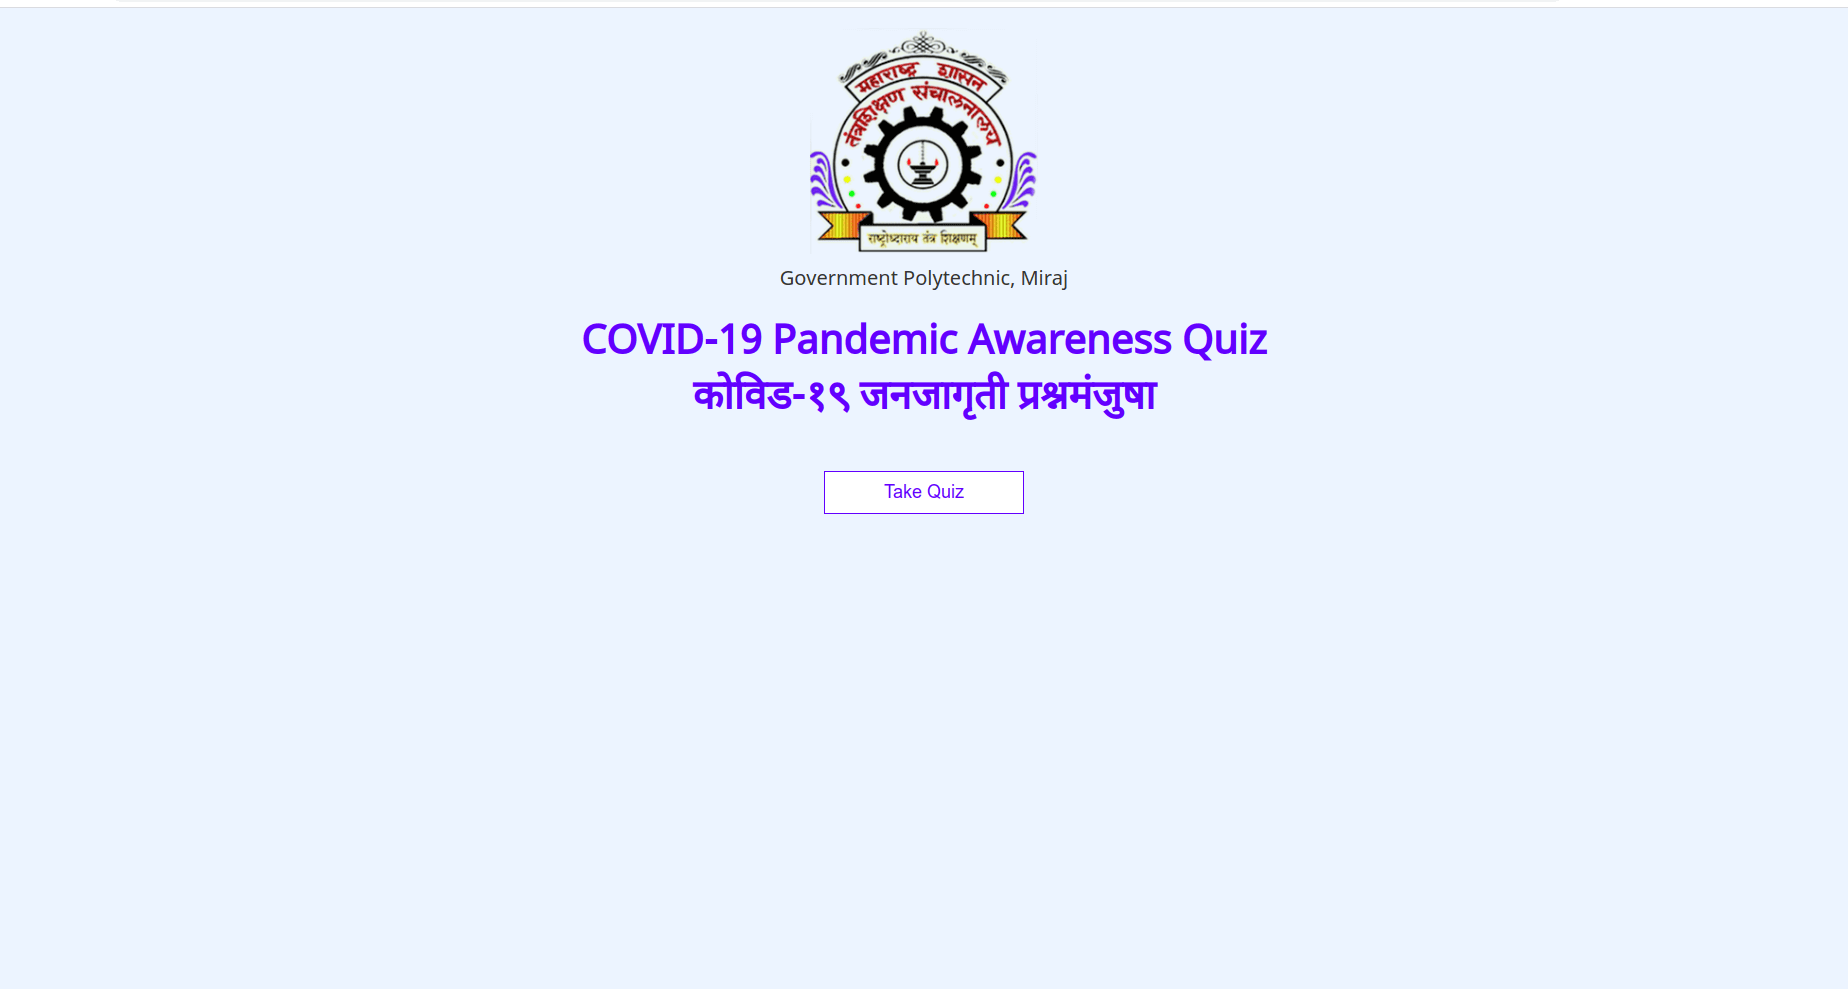 महाराष्ट्र शासन
तंत्रशिक्षण संचालनालय
राष्ट्रोध्दाराय तंत्र शिक्षणम्
Government Polytechnic, Miraj
COVID-19 Pandemic Awareness Quiz
कोविड-१९ जनजागृती प्रश्नमंजुषा
Take Quiz